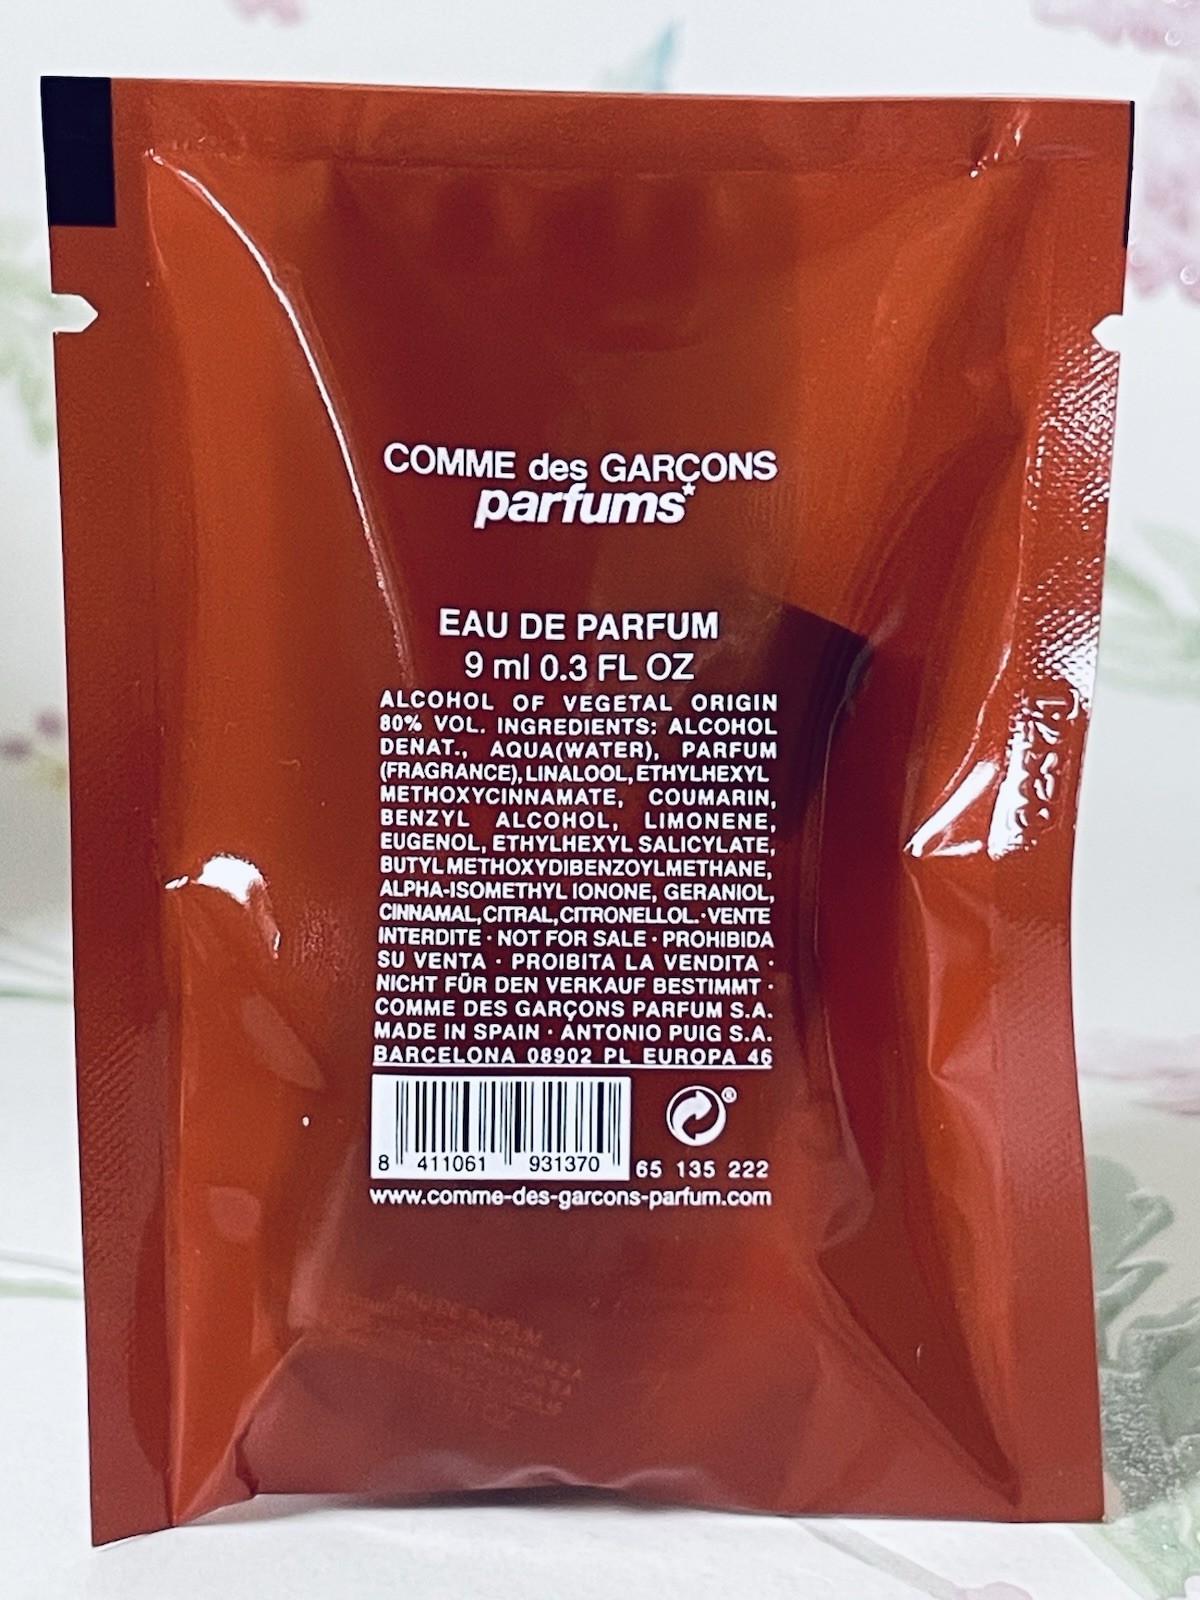 COMME des GARÇONS
parfums*
EAU DE PARFUM
9 ml 0.3 FL OZ
ALCOHOL OF VEGETAL ORIGIN
80% VOL. INGREDIENTS: ALCOHOL
DENAT., AQUA(WATER), PARFUM
(FRAGRANCE), LINALOOL, ETHYLHEXYL
METHOXYCINNAMATE, COUMARIN,
BENZYL ALCOHOL, LIMONENE,
EUGENOL, ETHYLHEXYL SALICYLATE,
BUTYL METHOXYDIBENZOYLMETHANE,
ALPHA-ISOMETHYL IONONE, GERANIOL,
CINNAMAL, CITRAL, CITRONELLOL. · VENTE
INTERDITE · NOT FOR SALE · PROHIBIDA
SU VENTA · PROIBITA LA VENDITA ·
NICHT FÜR DEN VERKAUF BESTIMMT ·
COMME DES GARÇONS PARFUM S.A.
MADE IN SPAIN · ANTONIO PUIG S.A.
BARCELONA 08902 PL EUROPA 46
8 411061 931370
®
65 135 222
www.comme-des-garcons-parfum.com